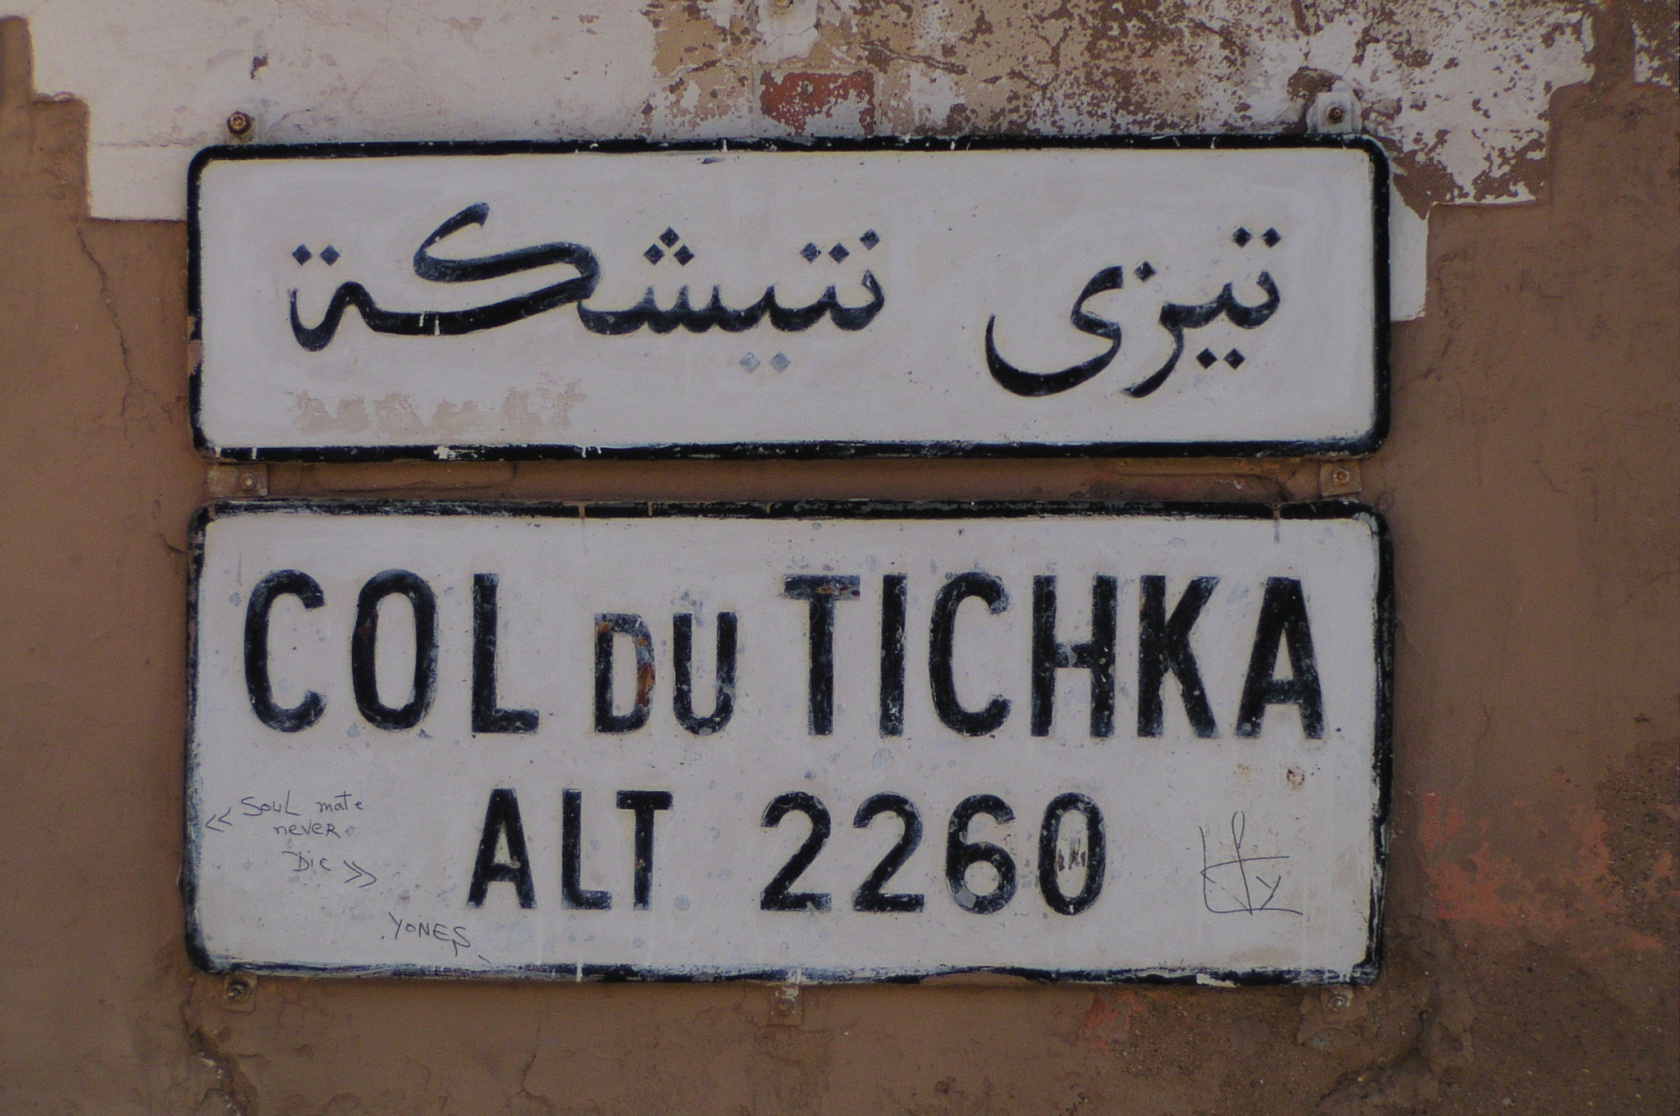 تيزى نتيشكة
COL DU TICHKA
ALT 2260
<< SOUL mate
never
Die >>
YONES